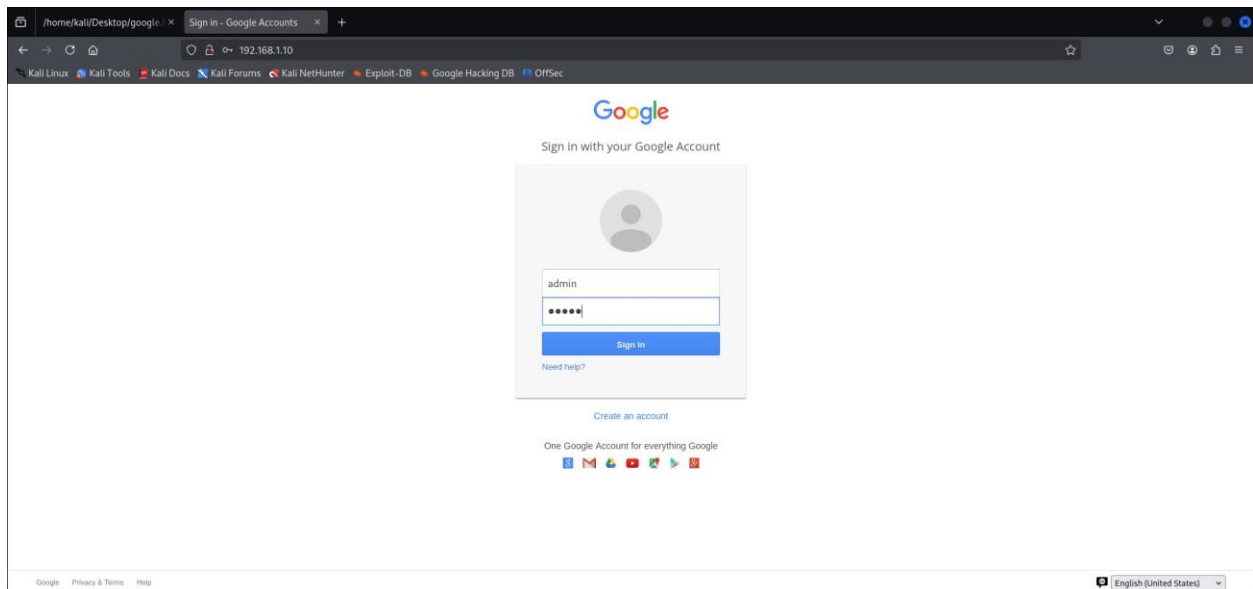 /home/kali/Desktop/google.
Sign in - Google Accounts
192.168.1.10
Kali Linux Kali Tools Kali Docs Kali Forums Kali NetHunter Exploit-DB Google Hacking DB OffSec
Google
Sign in with your Google Account
admin
•••••
Sign in
Need help?
Create an account
One Google Account for everything Google
Google Privacy & Terms Help
English (United States)